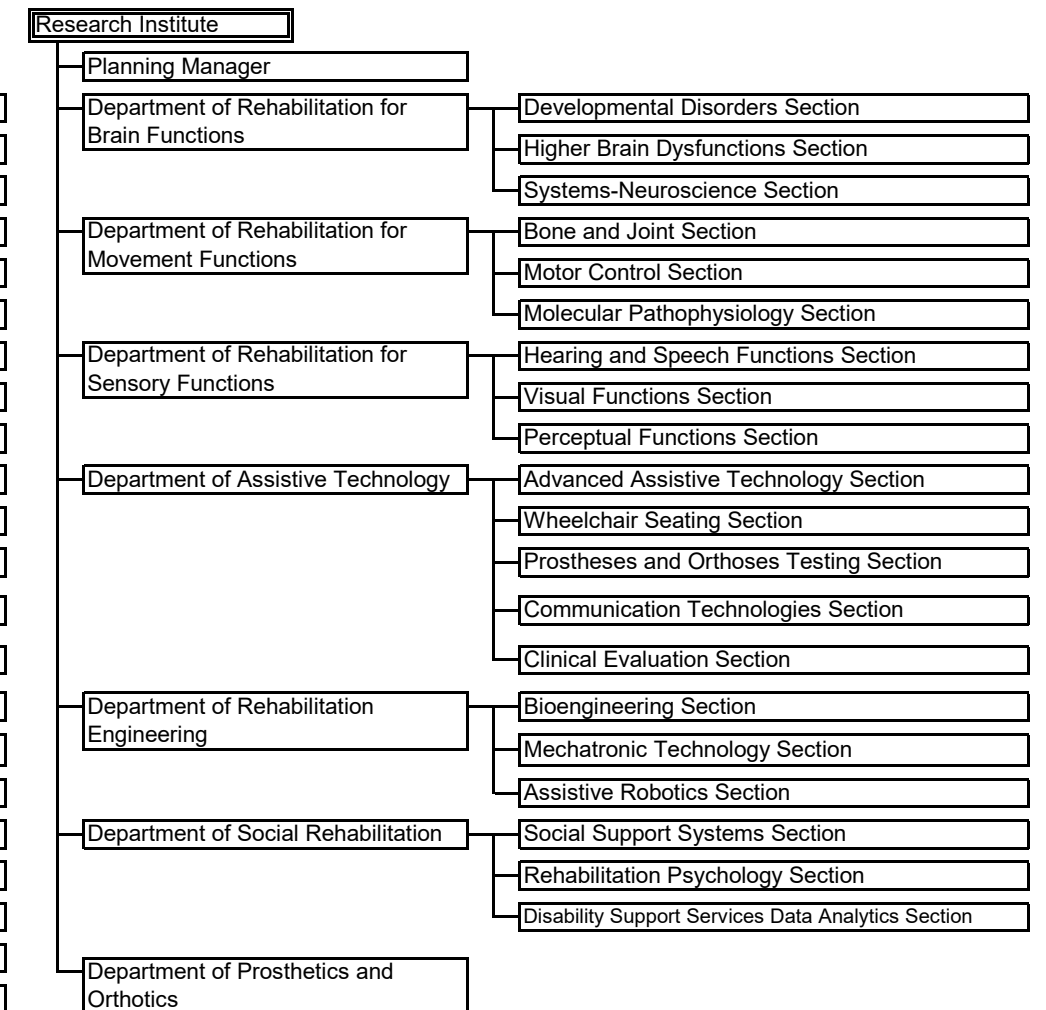 Research Institute
Planning Manager
Department of Rehabilitation for
Brain Functions
Developmental Disorders Section
Higher Brain Dysfunctions Section
Systems-Neuroscience Section
Department of Rehabilitation for
Movement Functions
Bone and Joint Section
Motor Control Section
Molecular Pathophysiology Section
Department of Rehabilitation for
Sensory Functions
Hearing and Speech Functions Section
Visual Functions Section
Perceptual Functions Section
Department of Assistive Technology
Advanced Assistive Technology Section
Wheelchair Seating Section
Prostheses and Orthoses Testing Section
Communication Technologies Section
Clinical Evaluation Section
Department of Rehabilitation
Engineering
Bioengineering Section
Mechatronic Technology Section
Assistive Robotics Section
Department of Social Rehabilitation
Social Support Systems Section
Rehabilitation Psychology Section
Disability Support Services Data Analytics Section
Department of Prosthetics and
Orthotics